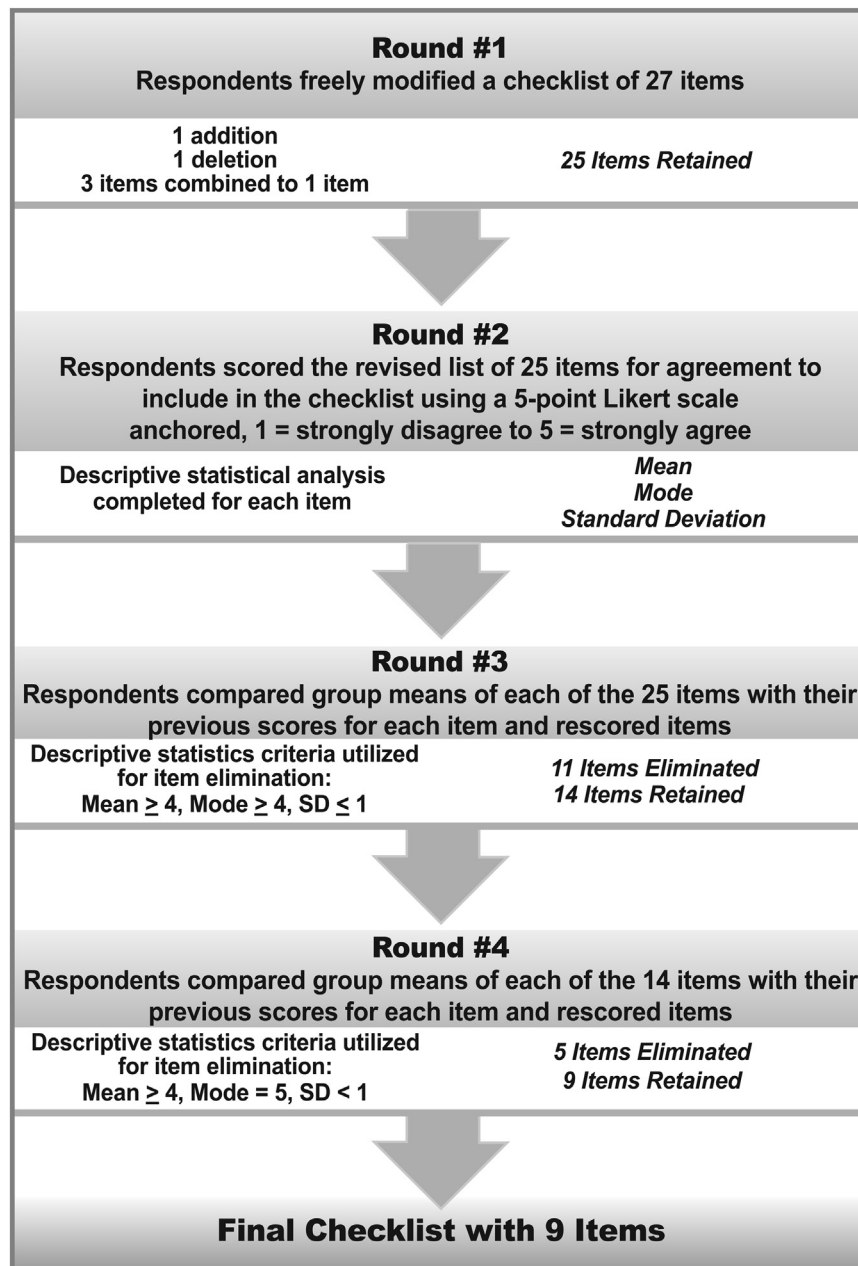 Round #1
Respondents freely modified a checklist of 27 items
1 addition
1 deletion
3 items combined to 1 item
25 Items Retained
Round #2
Respondents scored the revised list of 25 items for agreement to
include in the checklist using a 5-point Likert scale
anchored, 1 = strongly disagree to 5 = strongly agree
Descriptive statistical analysis
completed for each item
Mean
Mode
Standard Deviation
Round #3
Respondents compared group means of each of the 25 items with their
previous scores for each item and rescored items
Descriptive statistics criteria utilized
for item elimination:
Mean ≥ 4, Mode ≥ 4, SD ≤ 1
11 Items Eliminated
14 Items Retained
Round #4
Respondents compared group means of each of the 14 items with their
previous scores for each item and rescored items
Descriptive statistics criteria utilized
for item elimination:
Mean ≥ 4, Mode = 5, SD < 1
5 Items Eliminated
9 Items Retained
Final Checklist with 9 Items